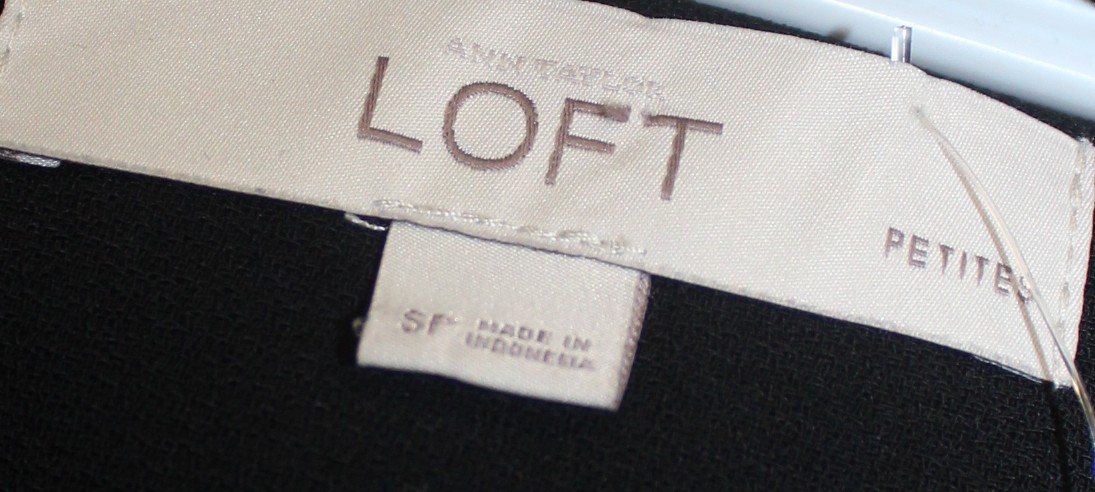 ANN TAYLOR
LOFT
PETITES
SP MADE IN
INDONESIA